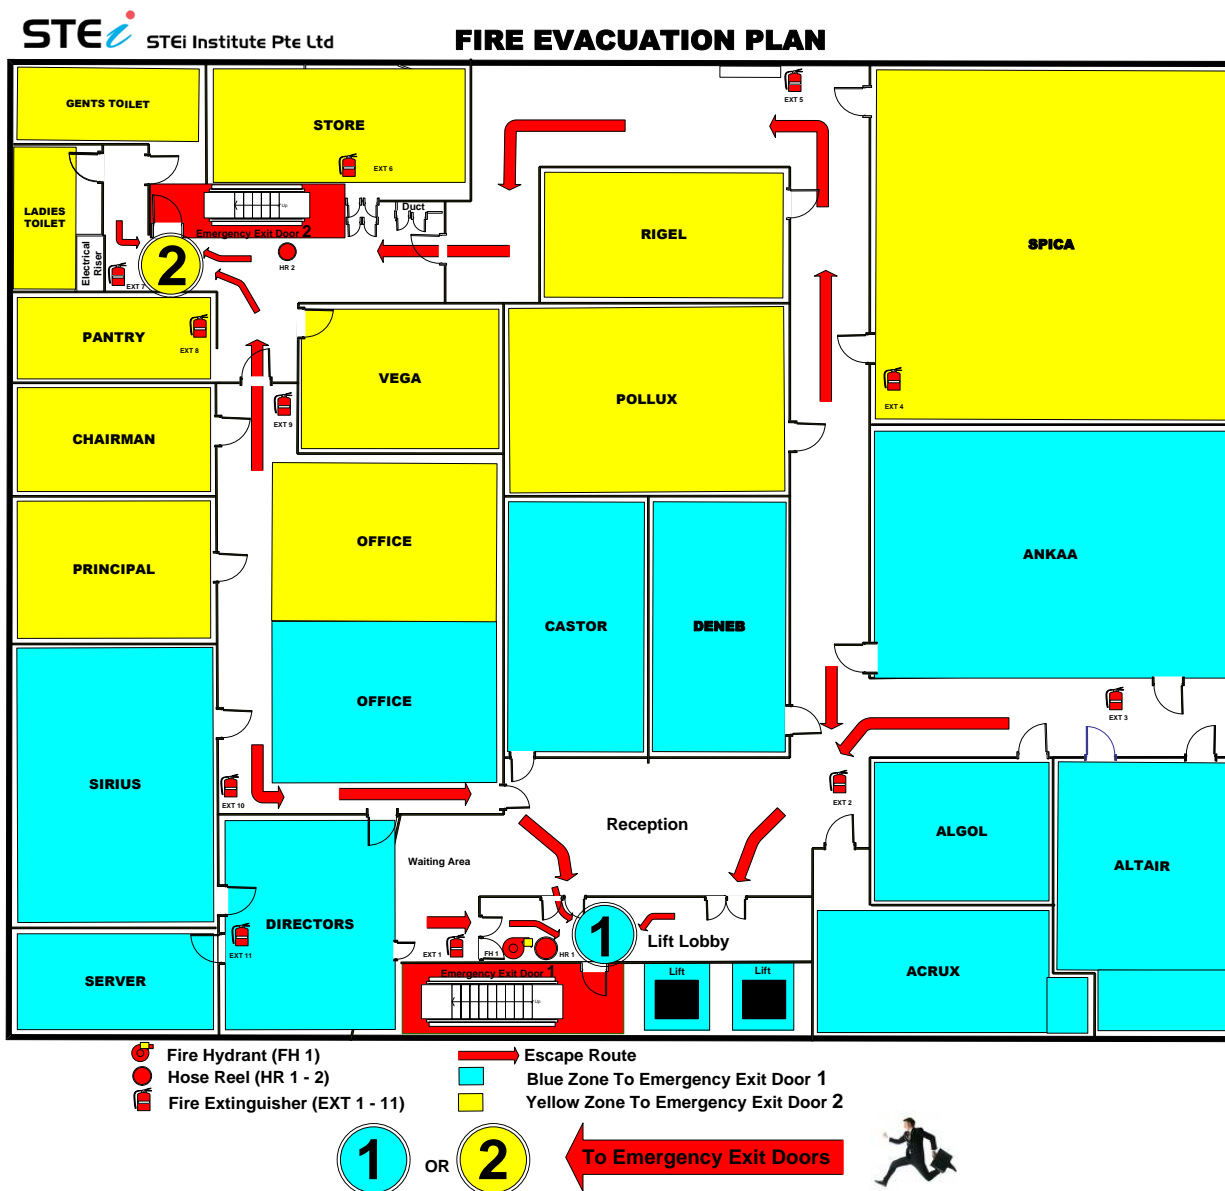 STEi STEi Institute Pte Ltd
FIRE EVACUATION PLAN
GENTS TOILET
STORE
EXT 5
EXT 6
LADIES
TOILET
Up
Duct
Emergency Exit Door 2
RIGEL
SPICA
Electrical
Riser
2
HR 2
EXT 7
PANTRY
EXT 8
VEGA
EXT 4
POLLUX
EXT 9
CHAIRMAN
OFFICE
ANKAA
PRINCIPAL
CASTOR
DENEB
OFFICE
EXT 3
SIRIUS
EXT 10
EXT 2
Reception
ALGOL
Waiting Area
ALTAIR
DIRECTORS
1
Lift Lobby
EXT 1
FH 1
HR 1
EXT 11
Emergency Exit Door 1
Lift
Lift
ACRUX
SERVER
Up
Fire Hydrant (FH 1)
Hose Reel (HR 1 - 2)
Fire Extinguisher (EXT 1 - 11)
Escape Route
Blue Zone To Emergency Exit Door 1
Yellow Zone To Emergency Exit Door 2
1 OR 2
To Emergency Exit Doors